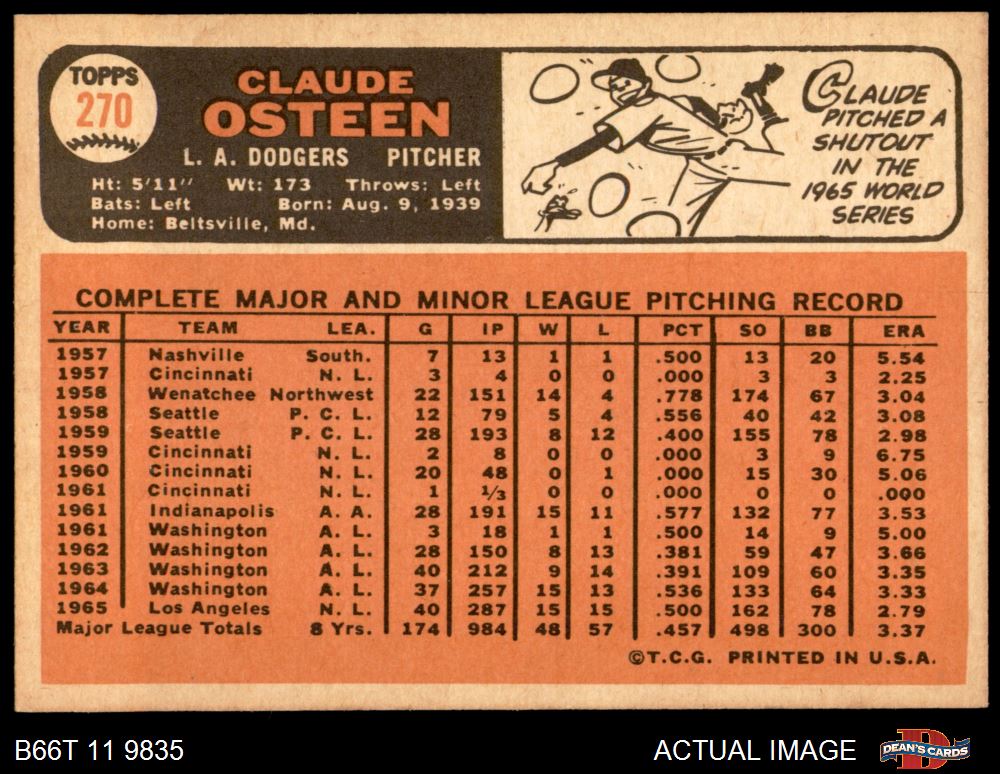 TOPPS
270
CLAUDE
OSTEEN
L. A. DODGERS PITCHER
Ht: 5'11" Wt: 173 Throws: Left
Bats: Left Born: Aug. 9, 1939
Home: Beltsville, Md.
CLAUDE
PITCHED A
SHUTOUT
IN THE
1965 WORLD
SERIES
COMPLETE MAJOR AND MINOR LEAGUE PITCHING RECORD
YEAR TEAM LEA. G IP W L PCT SO BB ERA
1957 Nashville South. 7 13 1 1 .500 13 20 5.54
1957 Cincinnati N. L. 3 4 0 0 .000 3 3 2.25
1958 Wenatchee Northwest 22 151 14 4 .778 174 67 3.04
1958 Seattle P. C. L. 12 79 5 4 .556 40 42 3.08
1959 Seattle P. C. L. 28 193 8 12 .400 155 78 2.98
1959 Cincinnati N. L. 2 8 0 0 .000 3 9 6.75
1960 Cincinnati N. L. 20 48 0 1 .000 15 30 5.06
1961 Cincinnati N. L. 1 1/3 0 0 .000 0 0 .000
1961 Indianapolis A. A. 28 191 15 11 .577 132 77 3.53
1961 Washington A. L. 3 18 1 1 .500 14 9 5.00
1962 Washington A. L. 28 150 8 13 .381 59 47 3.66
1963 Washington A. L. 40 212 9 14 .391 109 60 3.35
1964 Washington A. L. 37 257 15 13 .536 133 64 3.33
1965 Los Angeles N. L. 40 287 15 15 .500 162 78 2.79
Major League Totals 8 Yrs. 174 984 48 57 .457 498 300 3.37
©T.C.G. PRINTED IN U.S.A.
B66T 11 9835 ACTUAL IMAGE DEAN'S CARDS